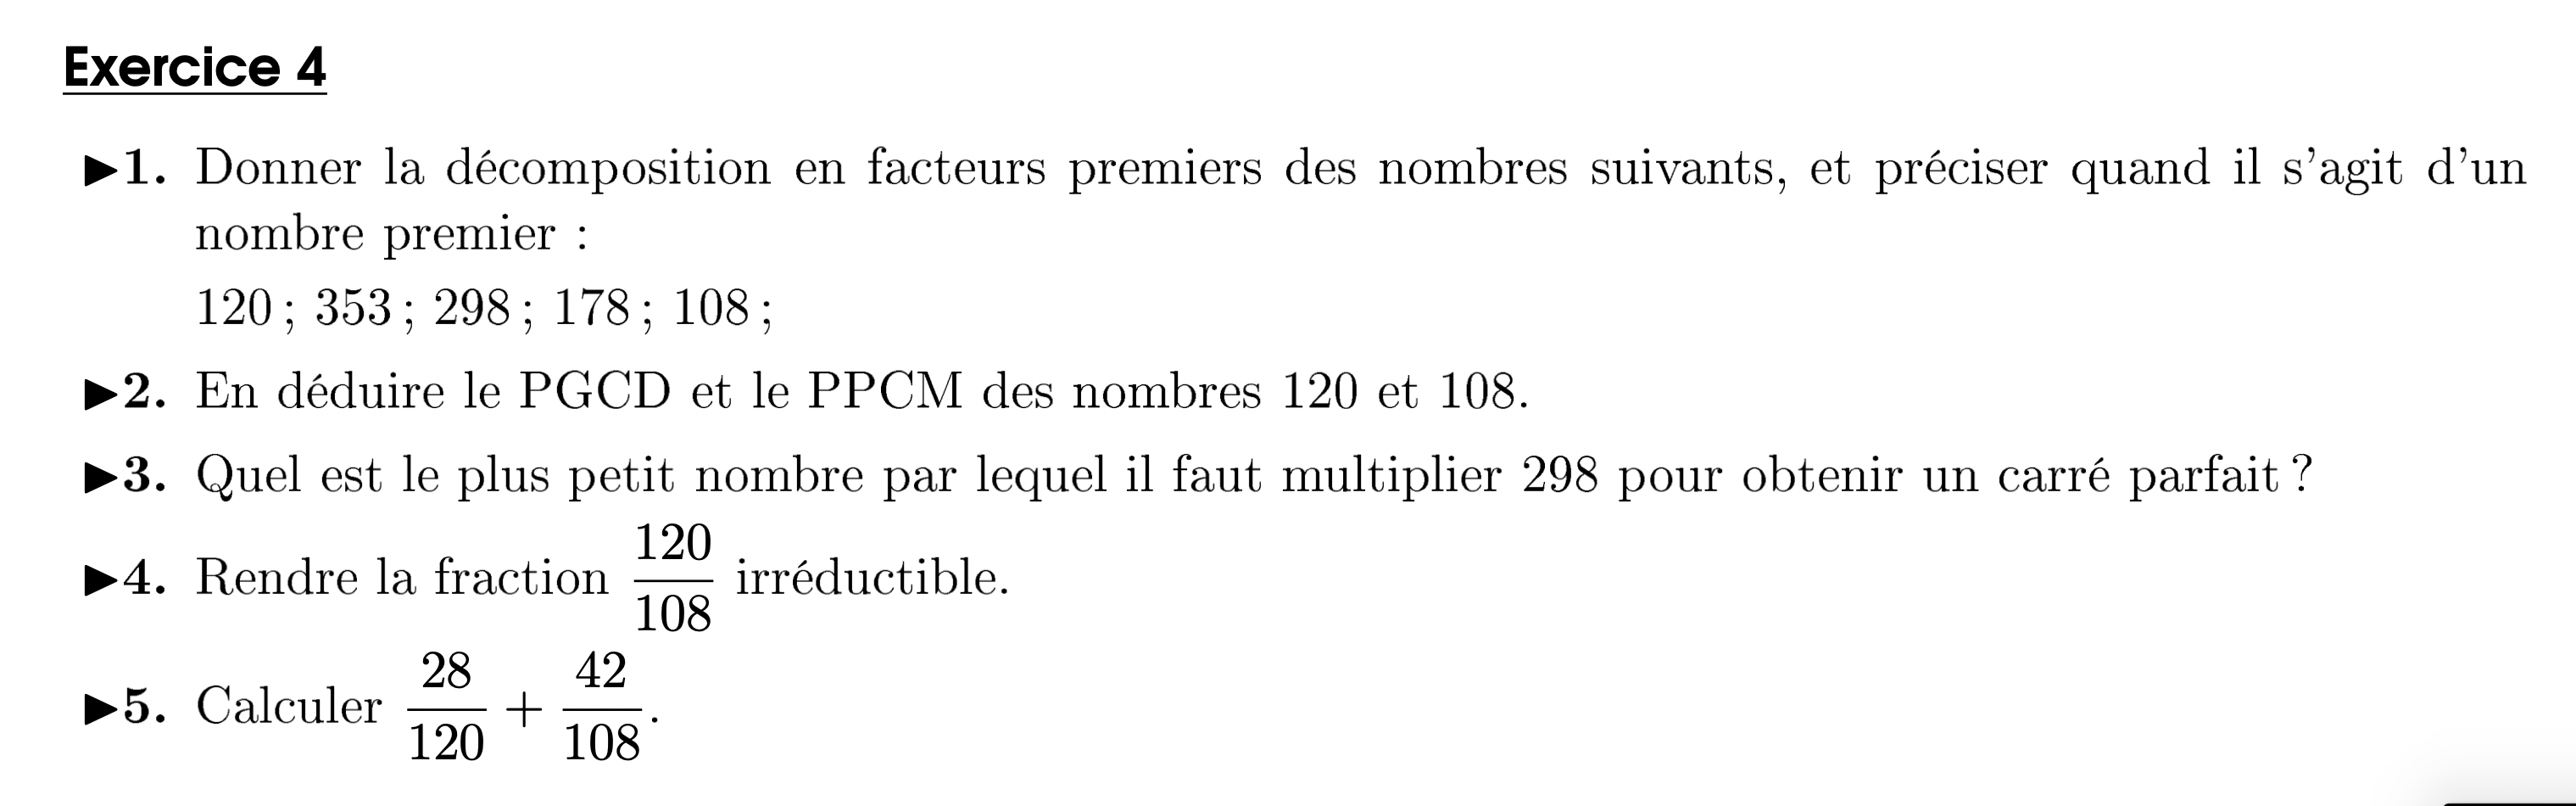 Exercice 4
▶1. Donner la décomposition en facteurs premiers des nombres suivants, et préciser quand il s'agit d'un
nombre premier :
120 ; 353 ; 298 ; 178 ; 108 ;
▶2. En déduire le PGCD et le PPCM des nombres 120 et 108.
▶3. Quel est le plus petit nombre par lequel il faut multiplier 298 pour obtenir un carré parfait ?
▶4. Rendre la fraction 120/108 irréductible.
▶5. Calculer 28/120 + 42/108.